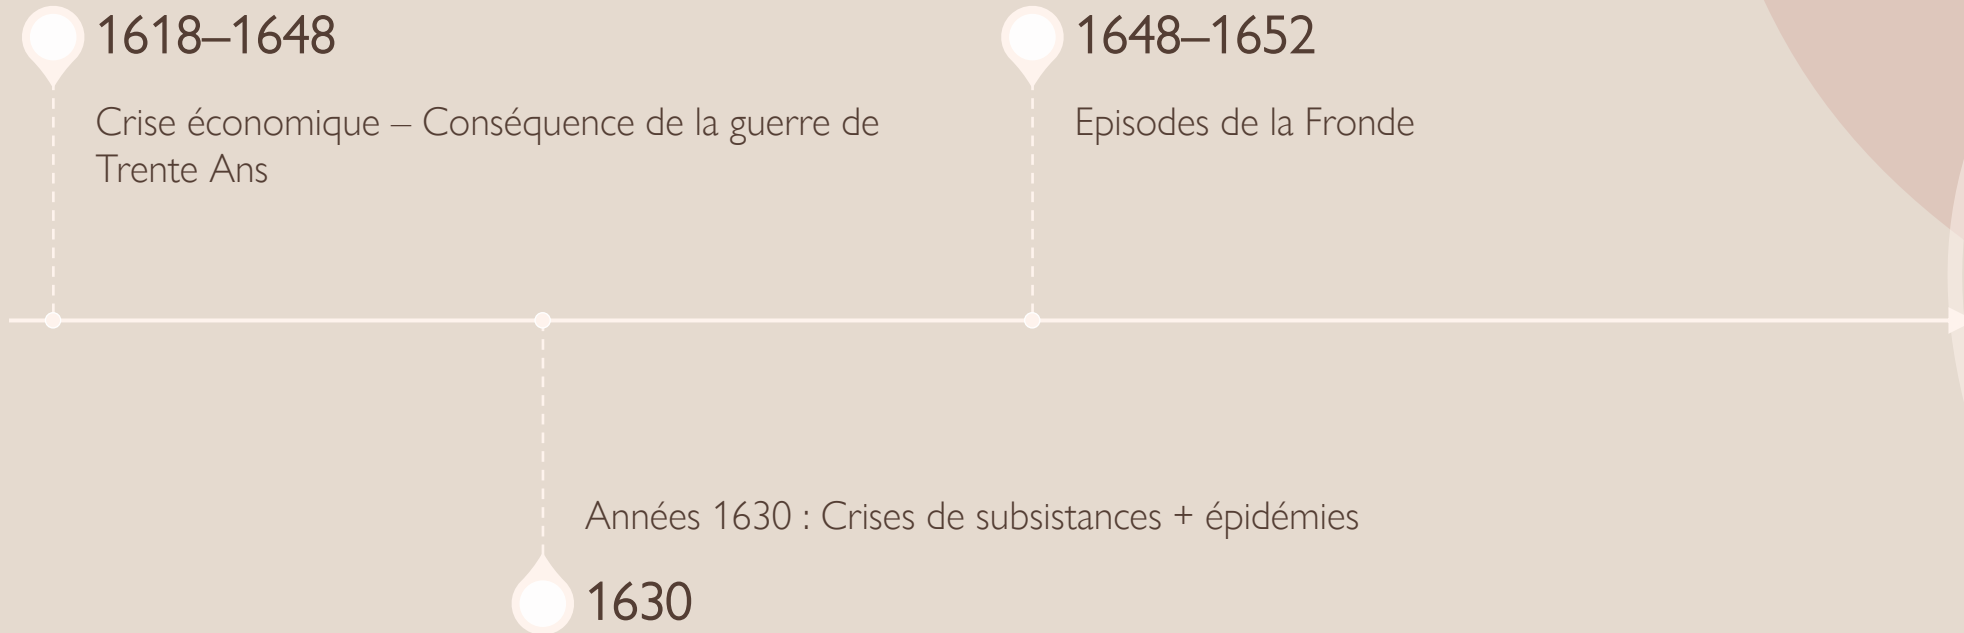 1618–1648
Crise économique – Conséquence de la guerre de
Trente Ans
1648–1652
Episodes de la Fronde
Années 1630 : Crises de subsistances + épidémies
1630